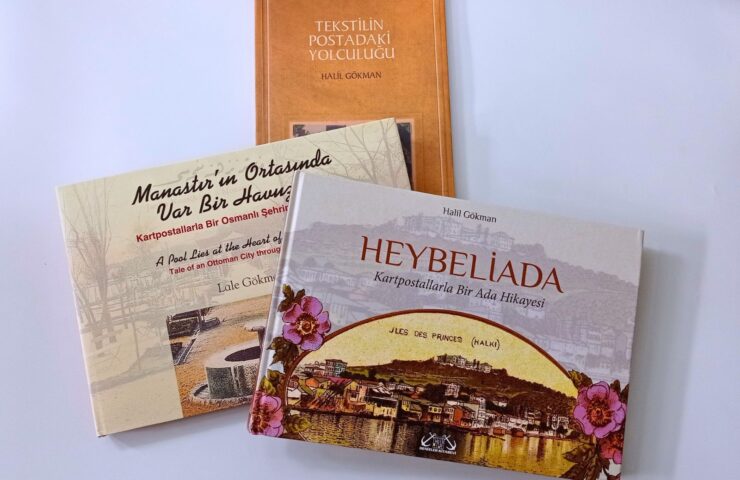 TEKSTİLİN
POSTADAKİ
YOLCULUĞU
HALİL GÖKMAN
Manastır'ın Ortasında
Var Bir Havuz
Kartpostallarla Bir Osmanlı Şehrin
A Pool Lies at the Heart of
Tale of an Ottoman City through
Lale Gökman
Halil Gökman
HEYBELİADA
Kartpostallarla Bir Ada Hikayesi
JLES DES PRINCES (HALKI)